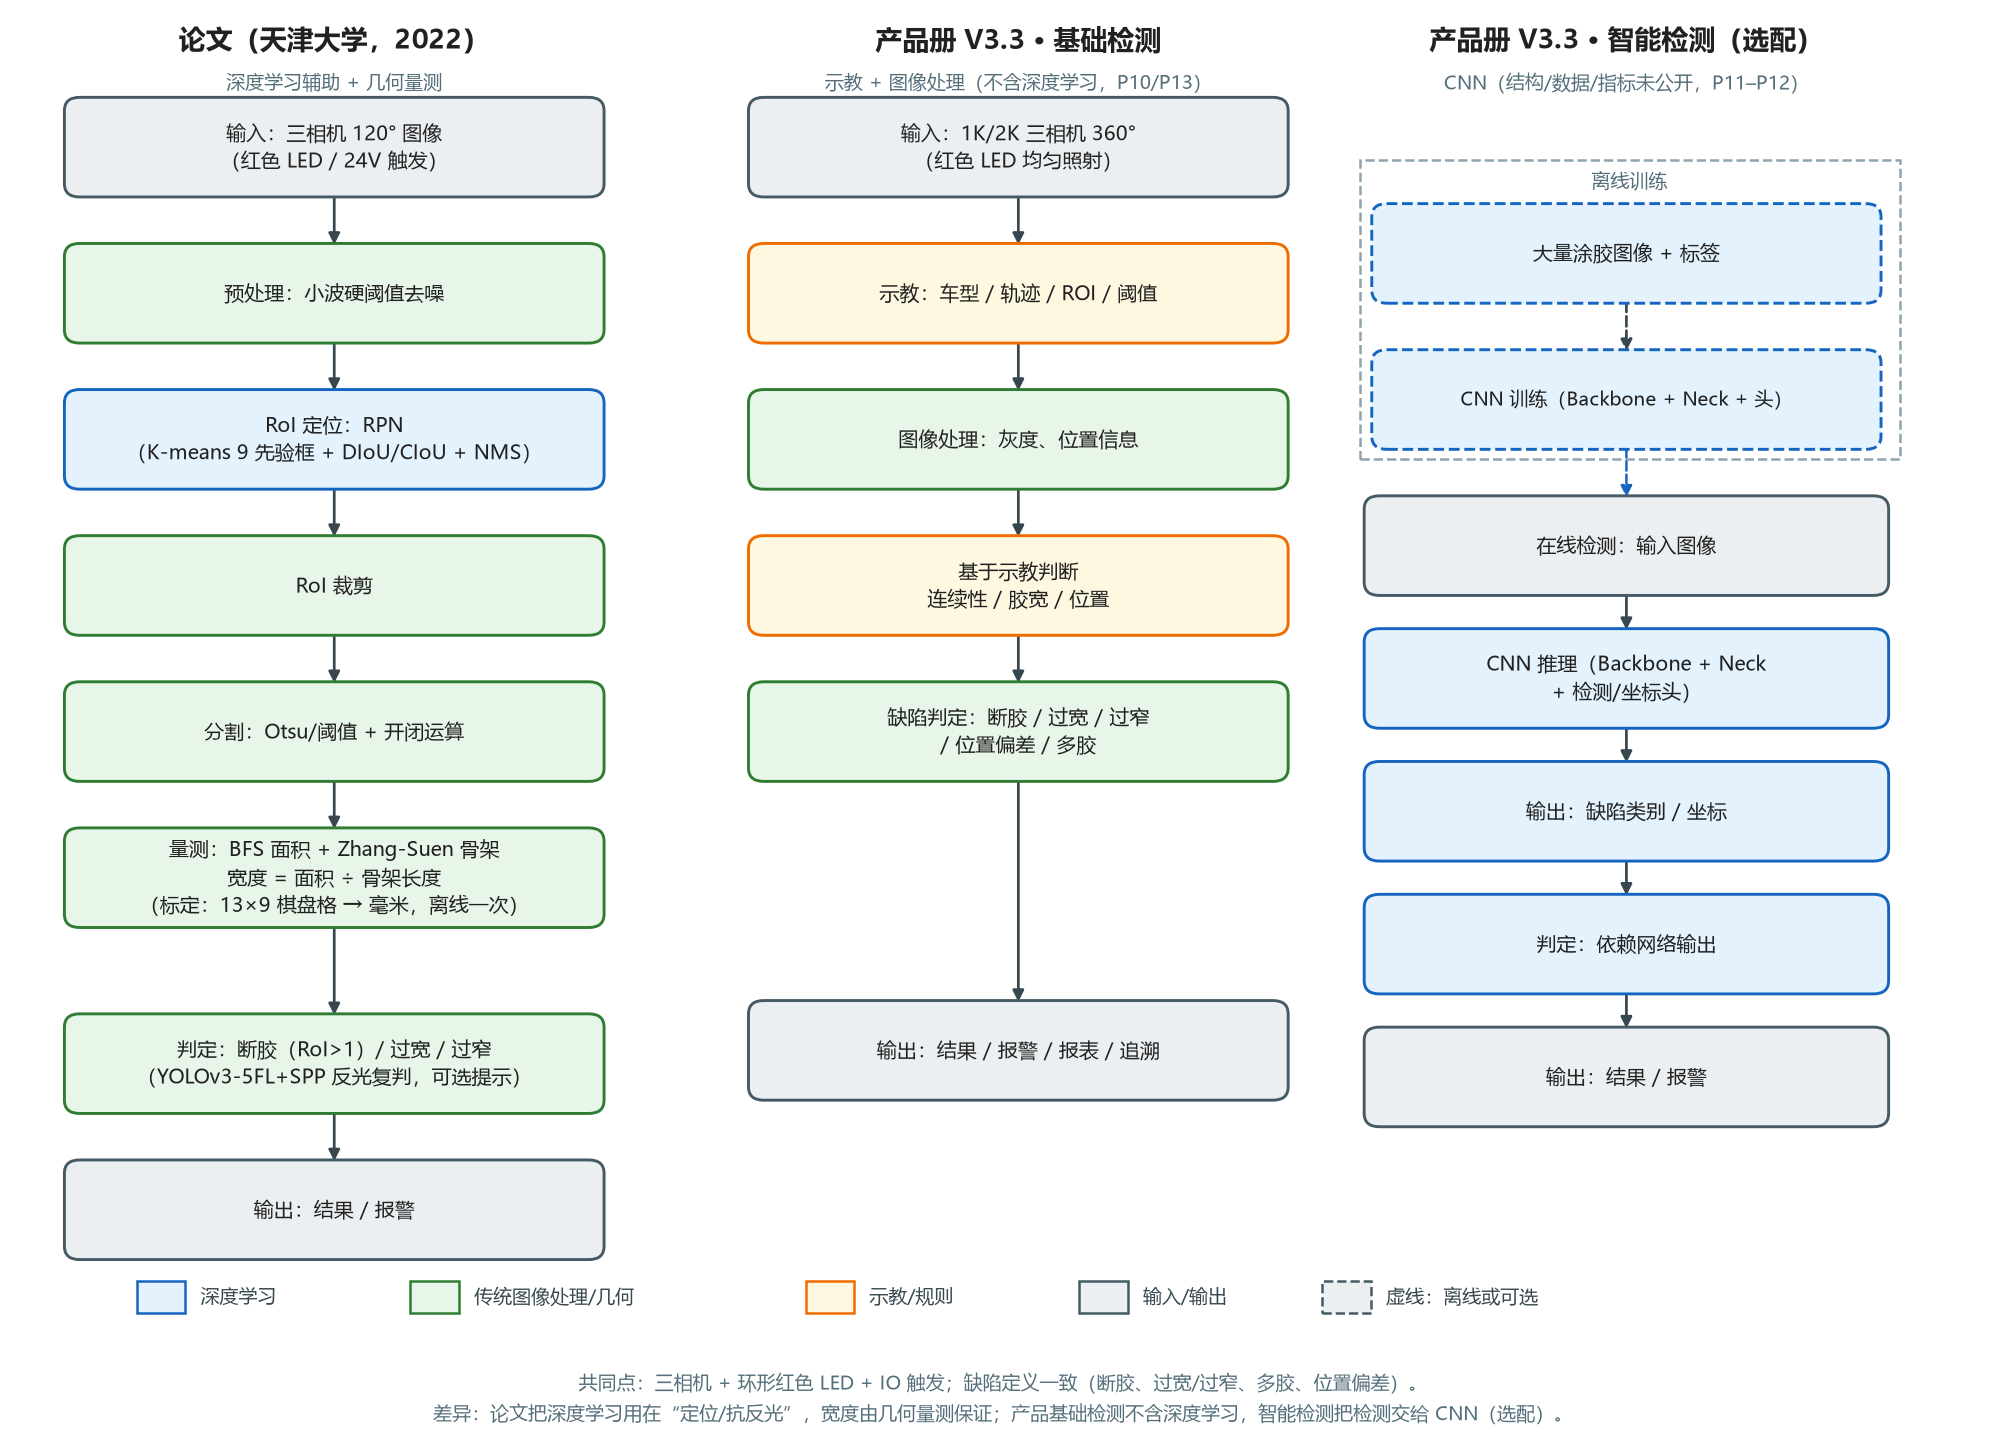 论文（天津大学，2022）
深度学习辅助 + 几何量测
输入：三相机 120° 图像
（红色 LED / 24V 触发）
预处理：小波硬阈值去噪
RoI 定位：RPN
（K-means 9 先验框 + DIoU/CIoU + NMS）
RoI 裁剪
分割：Otsu/阈值 + 开闭运算
量测：BFS 面积 + Zhang-Suen 骨架
宽度 = 面积 ÷ 骨架长度
（标定：13×9 棋盘格 → 毫米，离线一次）
判定：断胶（RoI>1）/ 过宽 / 过窄
（YOLOv3-5FL+SPP 反光复判，可选提示）
输出：结果 / 报警
产品册 V3.3 • 基础检测
示教 + 图像处理（不含深度学习，P10/P13）
输入：1K/2K 三相机 360°
（红色 LED 均匀照射）
示教：车型 / 轨迹 / ROI / 阈值
图像处理：灰度、位置信息
基于示教判断
连续性 / 胶宽 / 位置
缺陷判定：断胶 / 过宽 / 过窄
/ 位置偏差 / 多胶
输出：结果 / 报警 / 报表 / 追溯
产品册 V3.3 • 智能检测（选配）
CNN（结构/数据/指标未公开，P11–P12）
离线训练
大量涂胶图像 + 标签
CNN 训练（Backbone + Neck + 头）
在线检测：输入图像
CNN 推理（Backbone + Neck
+ 检测/坐标头）
输出：缺陷类别 / 坐标
判定：依赖网络输出
输出：结果 / 报警
深度学习
传统图像处理/几何
示教/规则
输入/输出
虚线：离线或可选
共同点：三相机 + 环形红色 LED + IO 触发；缺陷定义一致（断胶、过宽/过窄、多胶、位置偏差）。
差异：论文把深度学习用在“定位/抗反光”，宽度由几何量测保证；产品基础检测不含深度学习，智能检测把检测交给 CNN（选配）。